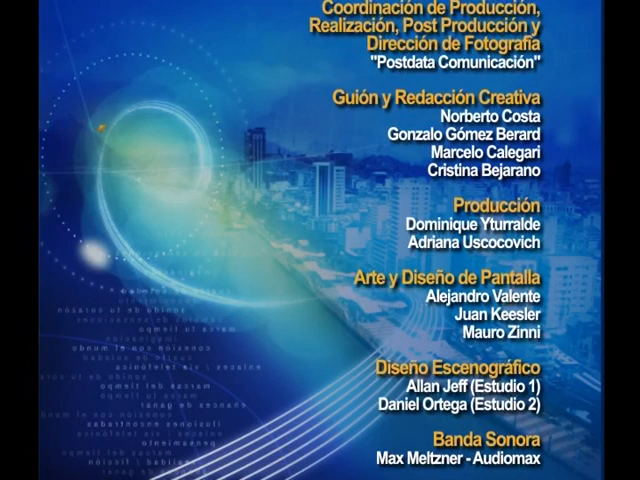 Coordinación de Producción,
Realización, Post Producción y
Dirección de Fotografía
"Postdata Comunicación"
Guión y Redacción Creativa
Norberto Costa
Gonzalo Gómez Berard
Marcelo Calegari
Cristina Bejarano
Producción
Dominique Yturralde
Adriana Uscocovich
Arte y Diseño de Pantalla
Alejandro Valente
Juan Keesler
Mauro Zinni
Diseño Escenográfico
Allan Jeff (Estudio 1)
Daniel Ortega (Estudio 2)
Banda Sonora
Max Meltzner - Audiomax